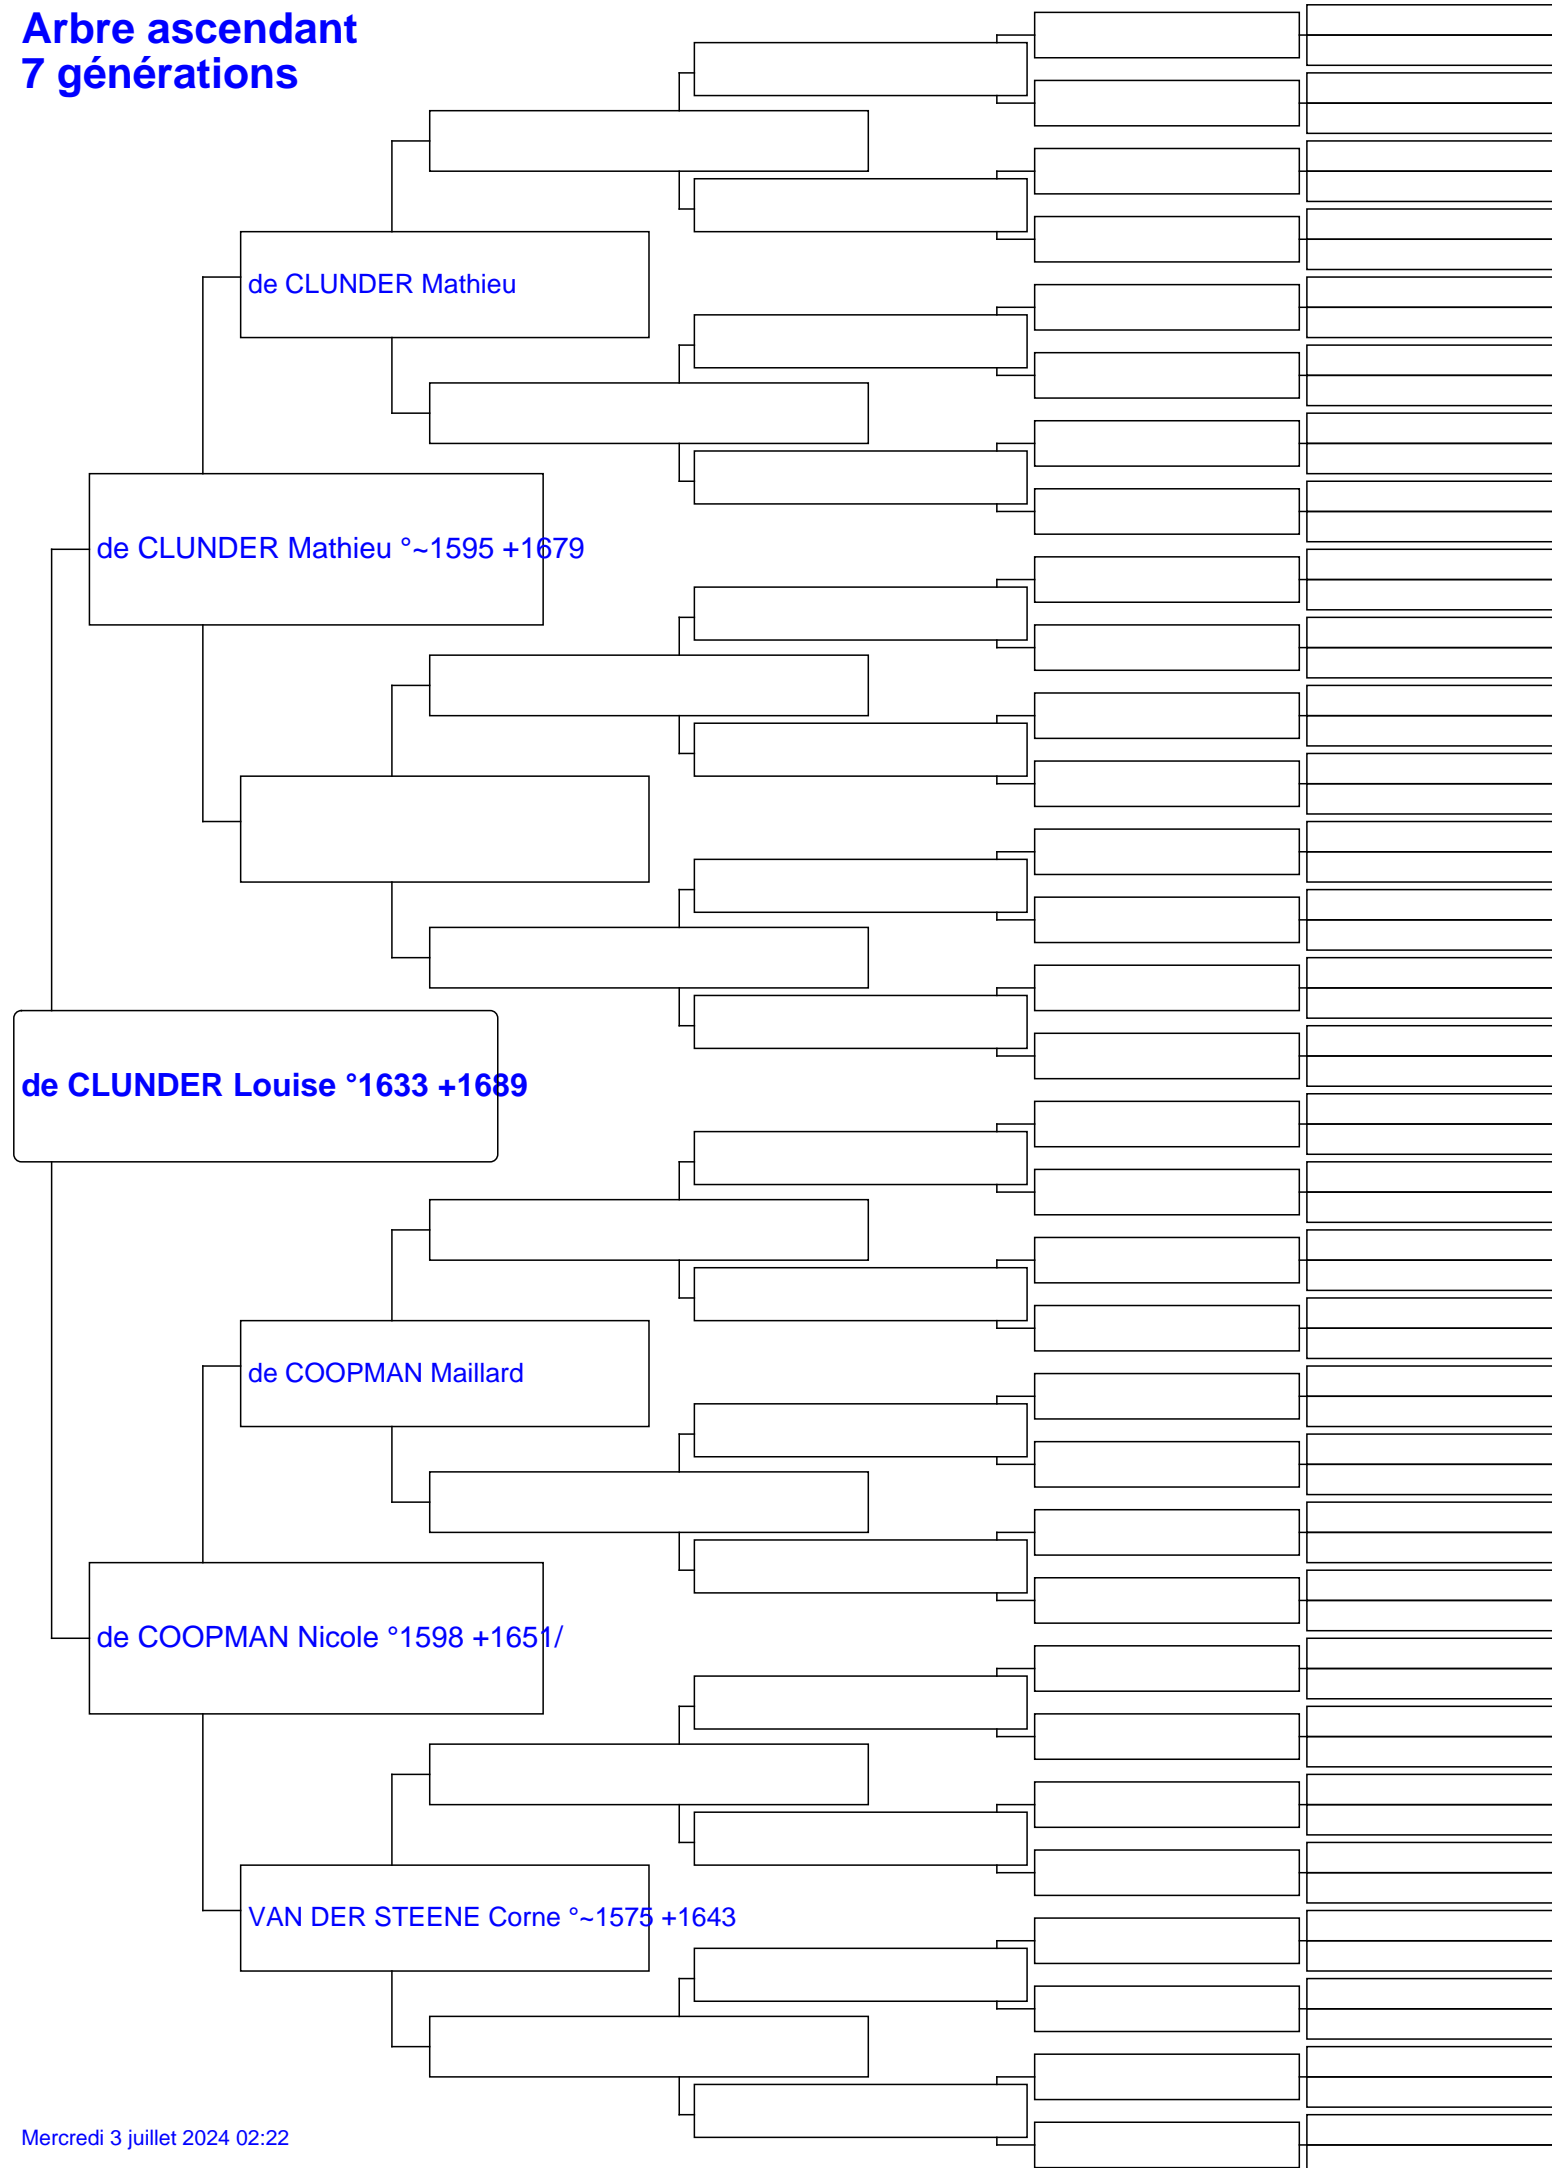 Arbre ascendant
7 générations
de CLUNDER Mathieu
de CLUNDER Mathieu °~1595 +1679
de CLUNDER Louise °1633 +1689
de COOPMAN Maillard
de COOPMAN Nicole °1598 +1651/
VAN DER STEENE Corne °~1575 +1643
Mercredi 3 juillet 2024 02:22